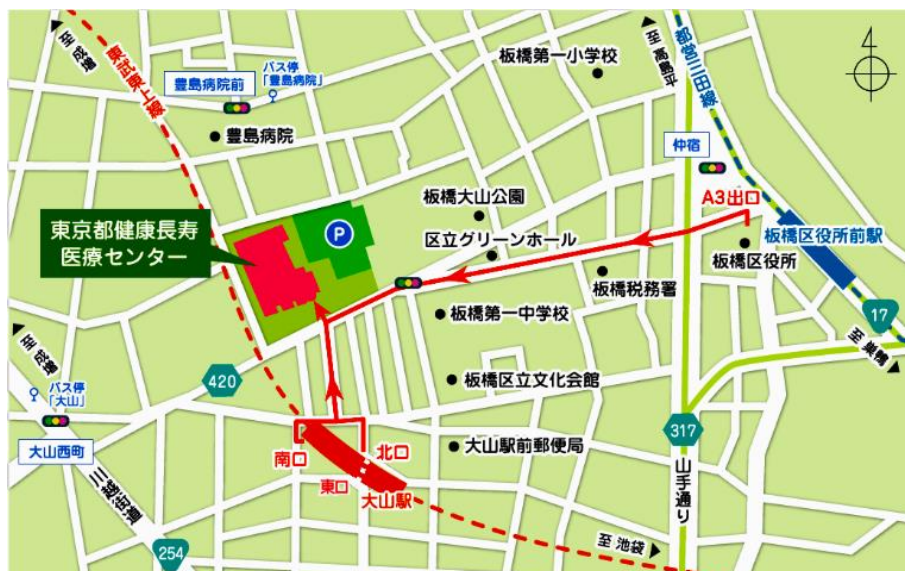 至 成増
東武東上線
豊島病院前
バス停
「豊島病院」
豊島病院
板橋第一小学校
至 高島平
都営三田線
仲宿
A3出口
板橋区役所前駅
板橋区役所
板橋大山公園
区立グリーンホール
板橋税務署
東京都健康長寿
医療センター
P
板橋第一中学校
17
至 巣鴨
至 成増
バス停
「大山」
420
板橋区立文化会館
大山西町
川越街道
南口
北口
東口
大山駅
大山駅前郵便局
317
山手通り
254
至 池袋
4